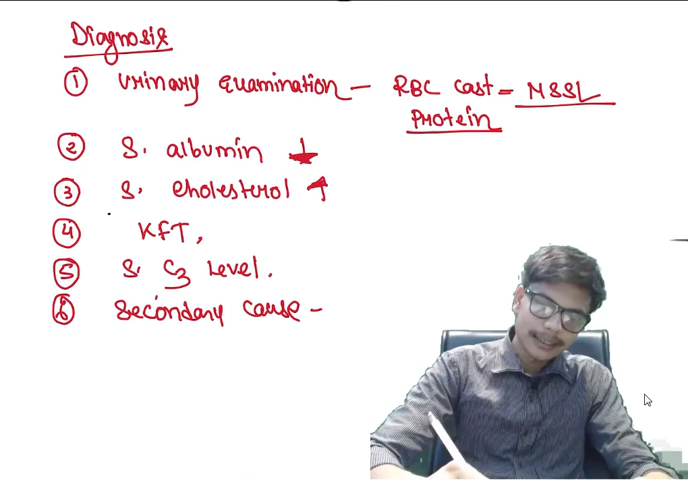 Diagnosis
① Urinary Examination — RBC cast = NSSL
Protein
② S. albumin ↓
③ S. Cholesterol ↑
④ KFT,
⑤ S. C3 Level.
⑥ Secondary cause –